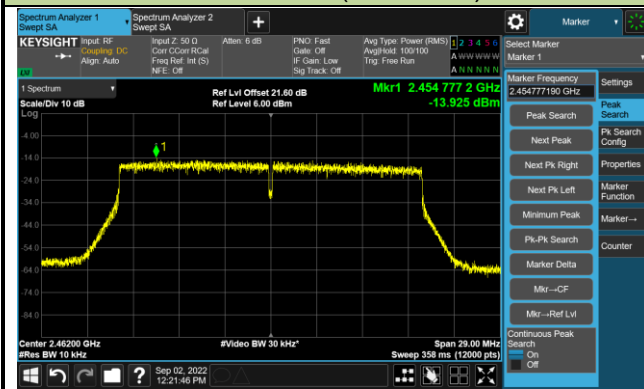 Spectrum Analyzer 1
Swept SA
Spectrum Analyzer 2
Swept SA
+
Marker
KEYSIGHT
Input: RF
Coupling: DC
Align: Auto
Input Z: 50 Ω
Corr CCorr RCal
Freq Ref: Int (S)
NFE: Off
Atten: 6 dB
PNO: Fast
Gate: Off
IF Gain: Low
Sig Track: Off
Avg Type: Power (RMS)
Avg|Hold: 100/100
Trig: Free Run
1 2 3 4 5 6
A W W W W W
A N N N N N
Select Marker
Marker 1
1 Spectrum
Scale/Div 10 dB
Log
Ref Lvl Offset 21.60 dB
Ref Level 6.00 dBm
Mkr1 2.454 777 2 GHz
-13.925 dBm
Marker Frequency
2.454777190 GHz
Settings
Peak Search
Next Peak
Next Pk Right
Next Pk Left
Minimum Peak
Pk-Pk Search
Marker Delta
Mkr→CF
Mkr→Ref Lvl
Continuous Peak
Search
On
Off
Peak
Search
Pk Search
Config
Properties
Marker
Function
Marker→
Counter
-4.00
-14.0
-24.0
-34.0
-44.0
-54.0
-64.0
-74.0
-84.0
1
Center 2.46200 GHz
#Res BW 10 kHz
#Video BW 30 kHz*
Span 29.00 MHz
Sweep 358 ms (12000 pts)
?
Sep 02, 2022
12:21:46 PM